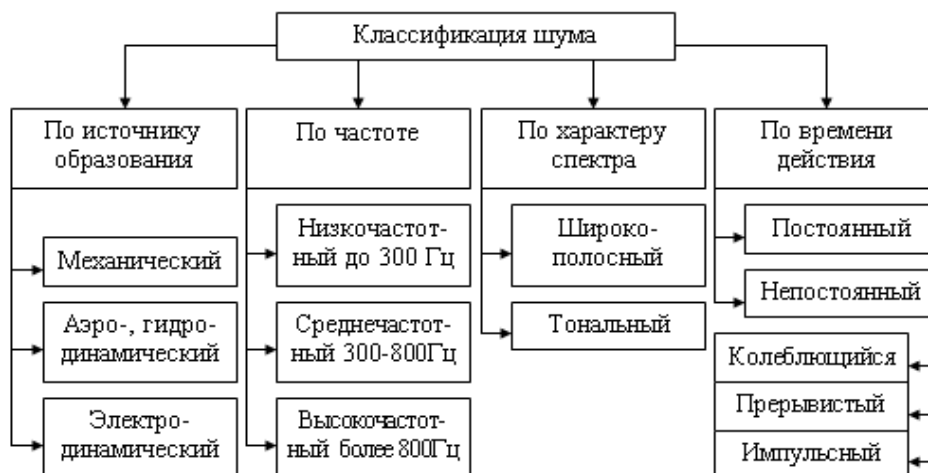 Классификация шума
По источнику
образования
Механический
Аэро-, гидро-
динамический
Электро-
динамический
По частоте
Низкочастот-
ный до 300 Гц
Среднечастот-
ный 300-800Гц
Высокочастот-
ный более 800Гц
По характеру
спектра
Широко-
полосный
Тональный
По времени
действия
Постоянный
Непостоянный
Колеблющийся
Прерывистый
Импульсный